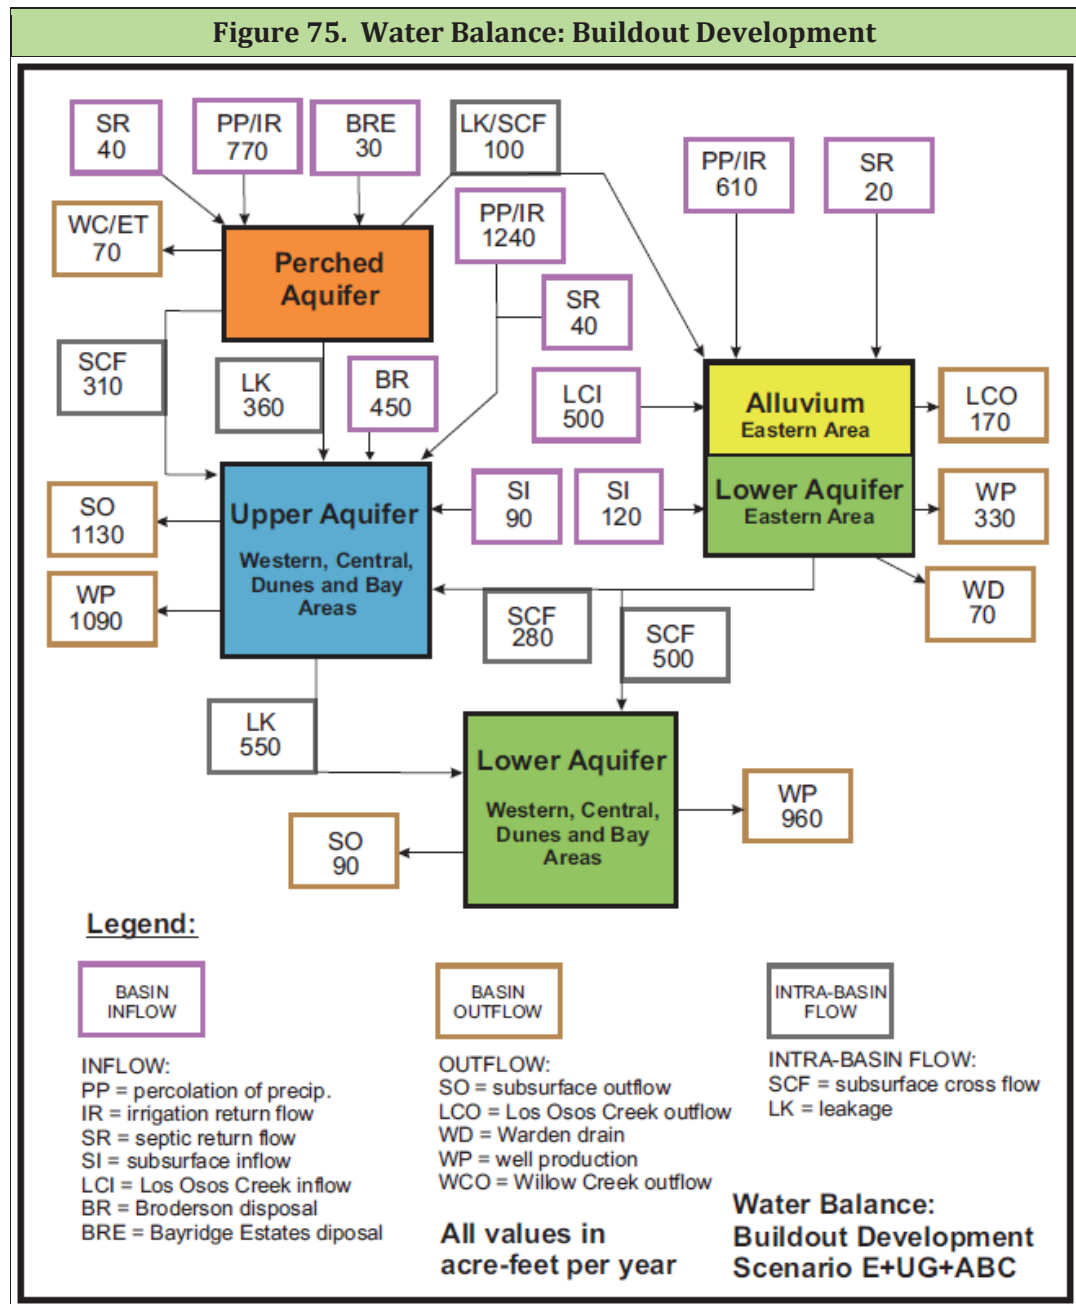 Figure 75.  Water Balance: Buildout Development
SR
40
PP/IR
770
BRE
30
LK/SCF
100
PP/IR
610
SR
20
WC/ET
70
PP/IR
1240
Perched
Aquifer
SR
40
SCF
310
LK
360
BR
450
LCI
500
Alluvium
Eastern Area
LCO
170
SO
1130
Upper Aquifer
Western, Central,
Dunes and Bay
Areas
SI
90
SI
120
Lower Aquifer
Eastern Area
WP
330
WP
1090
SCF
280
SCF
500
WD
70
LK
550
Lower Aquifer
Western, Central,
Dunes and Bay
Areas
WP
960
SO
90
Legend:
BASIN
INFLOW
BASIN
OUTFLOW
INTRA-BASIN
FLOW
INFLOW:
PP = percolation of precip.
IR = irrigation return flow
SR = septic return flow
SI = subsurface inflow
LCI = Los Osos Creek inflow
BR = Broderson disposal
BRE = Bayridge Estates diposal
OUTFLOW:
SO = subsurface outflow
LCO = Los Osos Creek outflow
WD = Warden drain
WP = well production
WCO = Willow Creek outflow
INTRA-BASIN FLOW:
SCF = subsurface cross flow
LK = leakage
All values in
acre-feet per year
Water Balance:
Buildout Development
Scenario E+UG+ABC